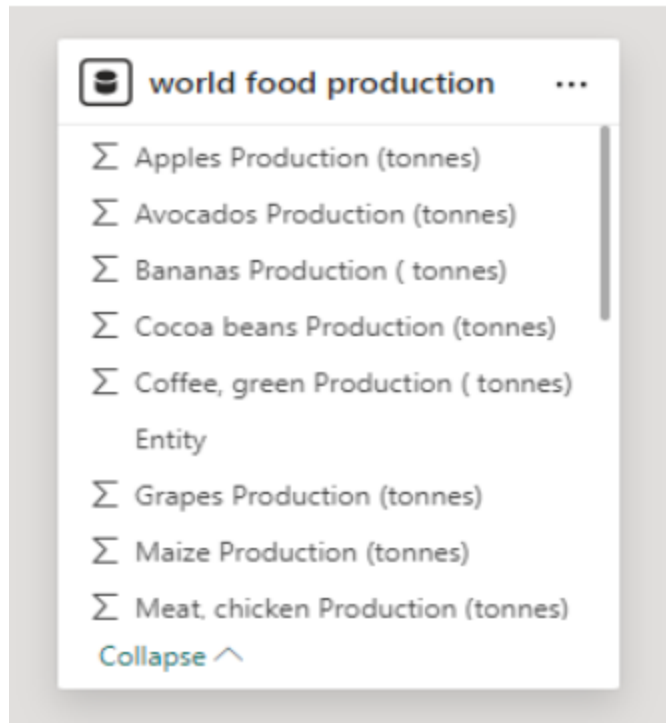 world food production ...
Σ Apples Production (tonnes)
Σ Avocados Production (tonnes)
Σ Bananas Production ( tonnes)
Σ Cocoa beans Production (tonnes)
Σ Coffee, green Production ( tonnes)
Entity
Σ Grapes Production (tonnes)
Σ Maize Production (tonnes)
Σ Meat, chicken Production (tonnes)
Collapse